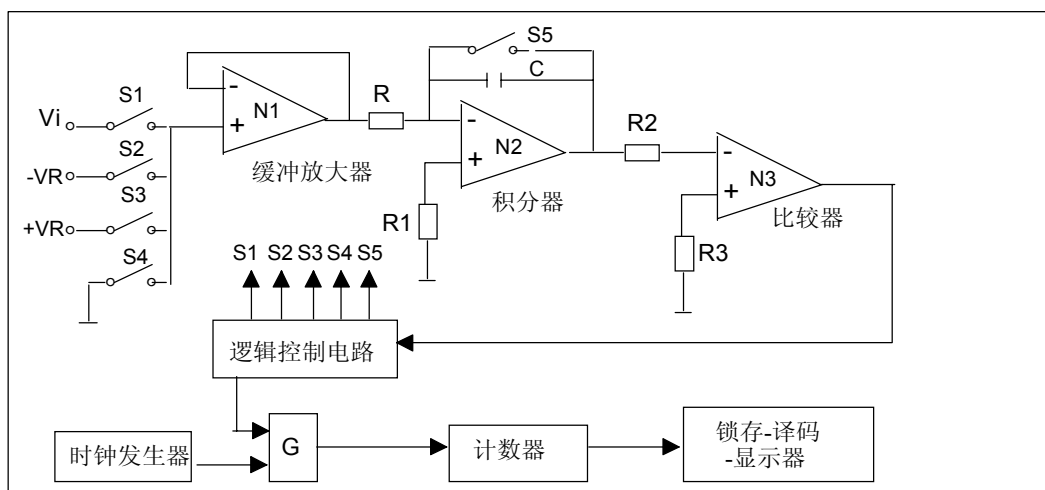 S5
C
R
N1
-
+
S1
Vi
S2
-VR
S3
+VR
S4
缓冲放大器
-
N2
+
积分器
R1
R2
-
N3
+
比较器
R3
S1 S2 S3 S4 S5
逻辑控制电路
时钟发生器
G
计数器
锁存-译码
-显示器